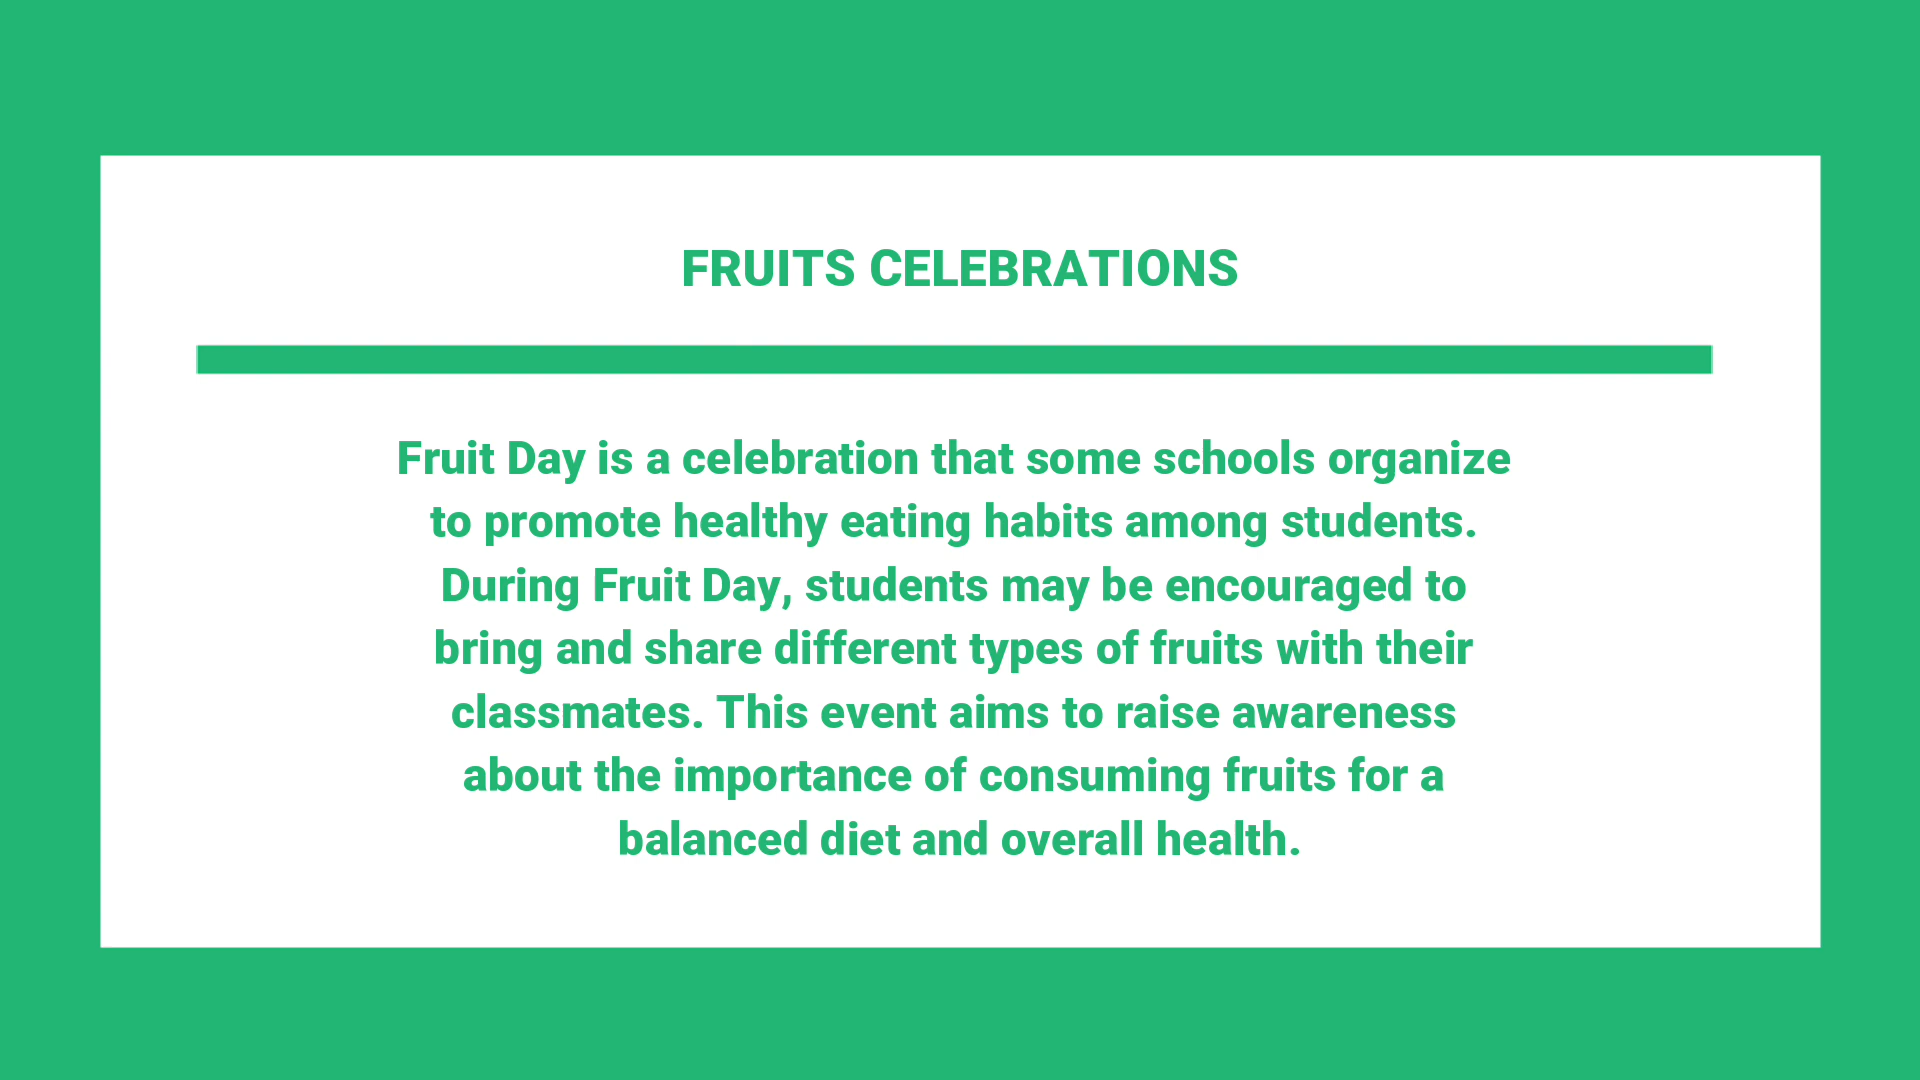 FRUITS CELEBRATIONS
Fruit Day is a celebration that some schools organize
to promote healthy eating habits among students.
During Fruit Day, students may be encouraged to
bring and share different types of fruits with their
classmates. This event aims to raise awareness
about the importance of consuming fruits for a
balanced diet and overall health.